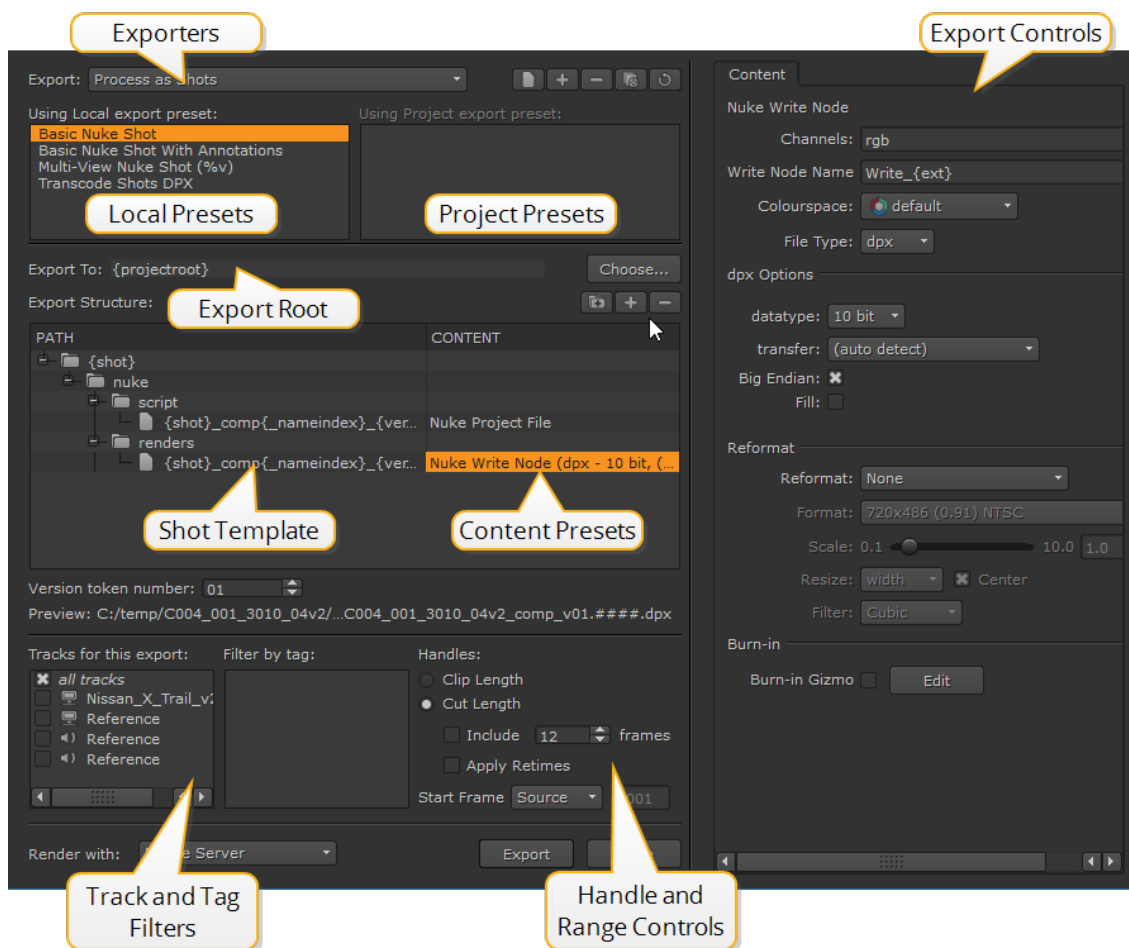 Exporters
Export Controls
Export: Process as Shots
Using Local export preset:
Using Project export preset:
Basic Nuke Shot
Basic Nuke Shot With Annotations
Multi-View Nuke Shot (%v)
Transcode Shots DPX
Local Presets
Project Presets
Export To: {projectroot}
Choose...
Export Root
Export Structure:
PATH
CONTENT
{shot}
nuke
script
{shot}_comp{_nameindex}_{ver... Nuke Project File
renders
{shot}_comp{_nameindex}_{ver... Nuke Write Node (dpx - 10 bit, (...
Shot Template
Content Presets
Version token number: 01
Preview: C:/temp/C004_001_3010_04v2/...C004_001_3010_04v2_comp_v01.####.dpx
Tracks for this export:
all tracks
Nissan_X_Trail_v2
Reference
Reference
Reference
Filter by tag:
Handles:
Clip Length
Cut Length
Include 12 frames
Apply Retimes
Start Frame Source
Render with: Server
Export
Track and Tag
Filters
Handle and
Range Controls
Content
Nuke Write Node
Channels: rgb
Write Node Name Write_{ext}
Colourspace: default
File Type: dpx
dpx Options
datatype: 10 bit
transfer: (auto detect)
Big Endian:
Fill:
Reformat
Reformat: None
Format: 720x486 (0.91) NTSC
Scale: 0.1 10.0 1.0
Resize: width Center
Filter: Cubic
Burn-in
Burn-in Gizmo Edit